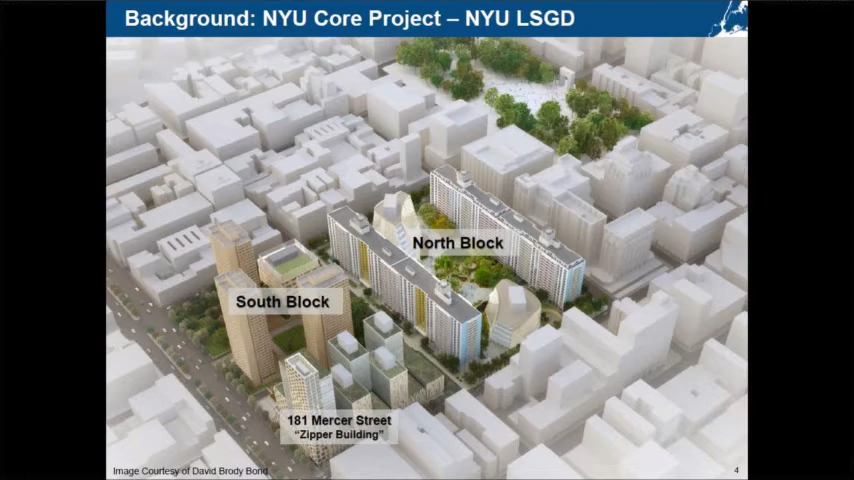 Background: NYU Core Project – NYU LSGD
North Block
South Block
181 Mercer Street
“Zipper Building”
Image Courtesy of David Brody Bond
4